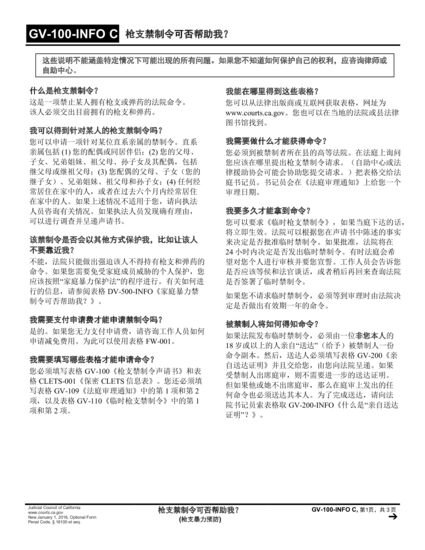 GV-100-INFO C 枪支禁制令可否帮助我？
这些说明不能涵盖特定情况下可能出现的所有问题。如果您不知道如何保护自己的权利，应咨询律师或
自助中心。
什么是枪支禁制令？
这是一项禁止某人拥有枪支或弹药的法院命令。
该人必须交出目前拥有的枪支和弹药。
我可以得到针对某人的枪支禁制令吗？
您可以申请一项针对某位直系亲属的禁制令。直系
亲属包括 (1) 您的配偶或同居伴侣；(2) 您的父母、
子女、兄弟姐妹、祖父母、孙子女及其配偶，包括
继父母或继祖父母；(3) 您配偶的父母、子女（您的
继子女）、兄弟姐妹、祖父母和孙子女；(4) 任何经
常居住在家中的人，或者在过去六个月内经常居住
在家中的人。如果上述情况不适用于您，请向执法
人员咨询有关情况。如果执法人员发现确有理由，
可以进行调查并呈递声请书。
该禁制令是否会以其他方式保护我，比如让该人
不要靠近我？
不能，法院只能做出强迫该人不得持有枪支和弹药的
命令。如果您需要免受家庭成员威胁的个人保护，您
应该按照“家庭暴力保护法”的程序进行。有关如何进
行的信息，请参阅表格 DV-500-INFO《家庭暴力禁
制令可否帮助我？》。
我需要支付申请费才能申请禁制令吗？
是的。如果您无力支付申请费，请咨询工作人员如何
申请减免费用。为此可以使用表格 FW-001。
我需要填写哪些表格才能申请命令？
您必须填写表格 GV-100《枪支禁制令声请书》和表
格 CLETS-001《保密 CLETS 信息表》。您还必须填
写表格 GV-109《法庭审理通知》中的第 1 项和第 2
项，以及表格 GV-110《临时枪支禁制令》中的第 1
项和第 2 项。
我能在哪里得到这些表格？
您可以从法律出版商或互联网获取表格，网址为
www.courts.ca.gov。您也可以在当地的法院或县法律
图书馆找到。
我需要做什么才能获得命令？
您必须到被禁制者所在县的高等法院。在法庭上询问
您应该在哪里提出枪支禁制令请求。（自助中心或法
律援助协会可能会协助您提交请求。）把表格交给法
庭书记员。书记员会在《法庭审理通知》上给您一个
审理日期。
我要多久才能拿到命令？
您可以要求《临时枪支禁制令》，如果当庭下达的话，
将立即生效。法院可以根据您在声请书中陈述的事实
来决定是否批准临时禁制令。如果批准，法院将在
24 小时内决定是否发出临时禁制令。有时法庭会希
望对您个人进行审核并要您宣誓。工作人员会告诉您
是否应该等候和法官谈话，或者稍后再回来查询法院
是否签署了临时禁制令。
如果您不请求临时禁制令，必须等到审理时由法院决
定是否做出有效期一年的命令。
被禁制人将如何得知命令？
如果法院发布临时禁制令，必须由一位非您本人的
18 岁或以上的人亲自“送达”（给予）被禁制人一份
命令副本。然后，送达人必须填写表格 GV-200《亲
自送达证明》并且交给您，由您向法院呈递。如果
受禁制人出席庭审，则不需要进一步的送达证明。
但如果他或她不出席庭审，那么在庭审上发出的任
何命令也必须送达其本人。为了完成送达，请向法
院书记员索表格取 GV-200-INFO《什么是“亲自送达
证明”？》。
Judicial Council of California
www.courts.ca.gov
New January 1, 2016, Optional Form
Penal Code, § 18100 et seq.
枪支禁制令可否帮助我？
(枪支暴力预防)
GV-100-INFO C, 第1页，共 3 页
➔